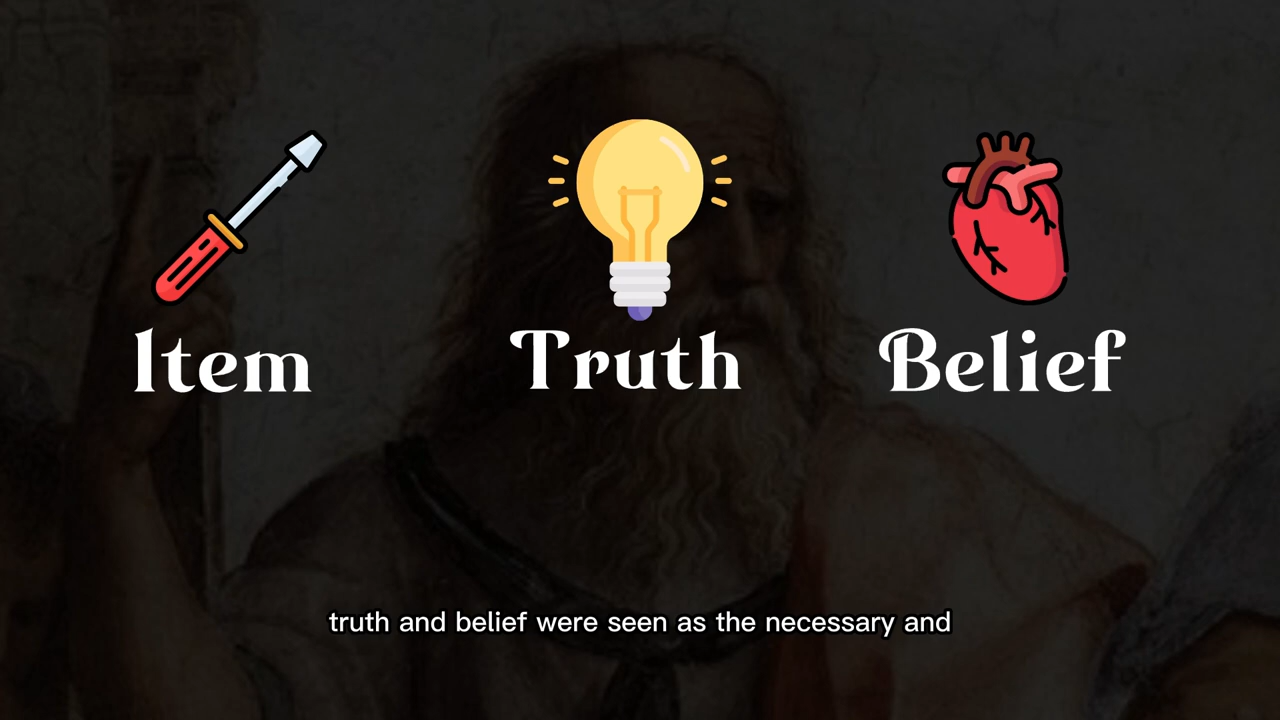 Item
Truth
Belief
truth and belief were seen as the necessary and